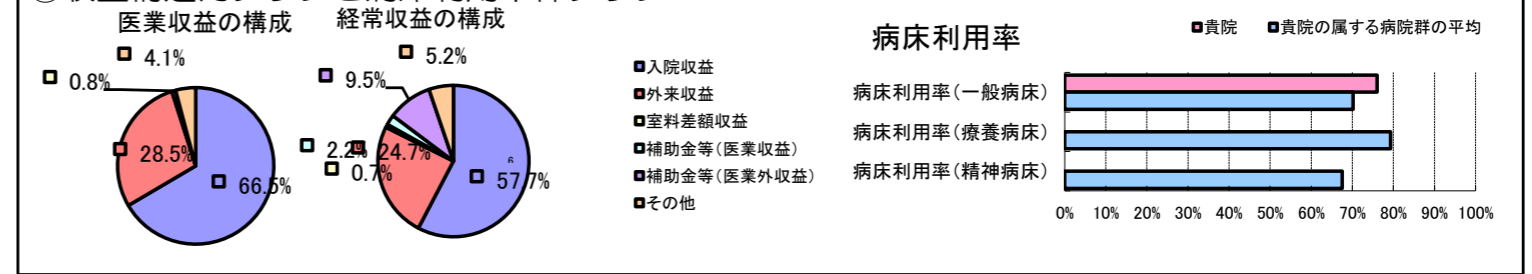 医業収益の構成
4.1%
0.8%
28.5%
66.5%
経常収益の構成
5.2%
9.5%
2.2%
24.7%
0.7%
57.7%
入院収益
外来収益
室料差額収益
補助金等(医業収益)
補助金等(医業外収益)
その他
病床利用率
貴院
貴院の属する病院群の平均
病床利用率(一般病床)
病床利用率(療養病床)
病床利用率(精神病床)
0% 10% 20% 30% 40% 50% 60% 70% 80% 90% 100%